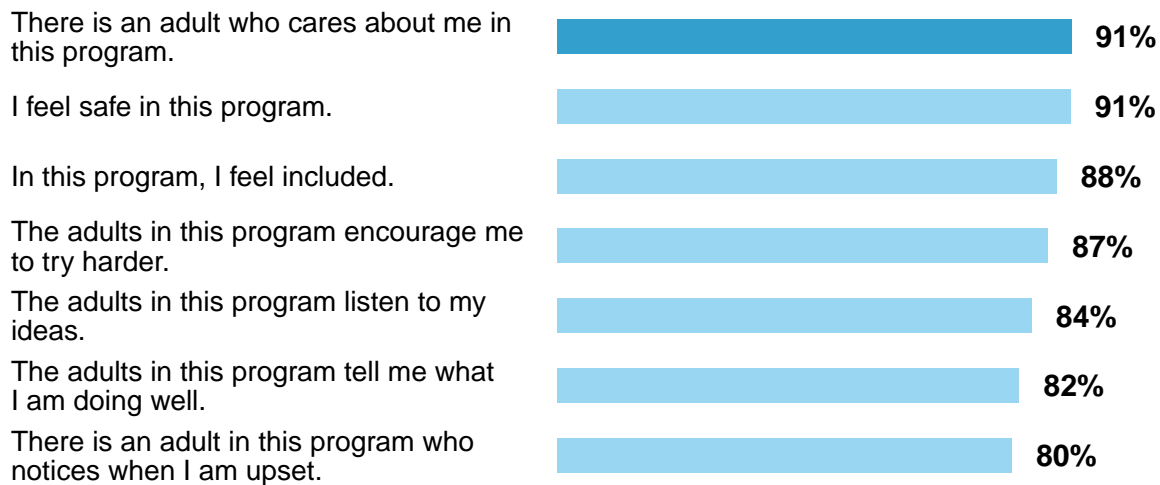 There is an adult who cares about me in
this program.
91%
I feel safe in this program.
91%
In this program, I feel included.
88%
The adults in this program encourage me
to try harder.
87%
The adults in this program listen to my
ideas.
84%
The adults in this program tell me what
I am doing well.
82%
There is an adult in this program who
notices when I am upset.
80%